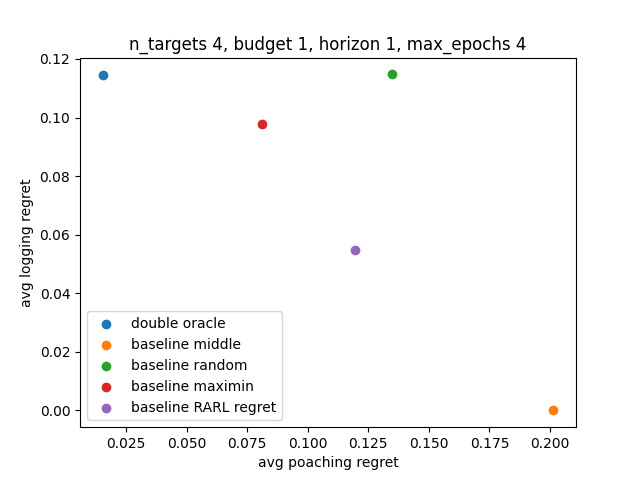 n_targets 4, budget 1, horizon 1, max_epochs 4
avg logging regret
0.12
0.10
0.08
0.06
0.04
0.02
0.00
double oracle
baseline middle
baseline random
baseline maximin
baseline RARL regret
0.025 0.050 0.075 0.100 0.125 0.150 0.175 0.200
avg poaching regret